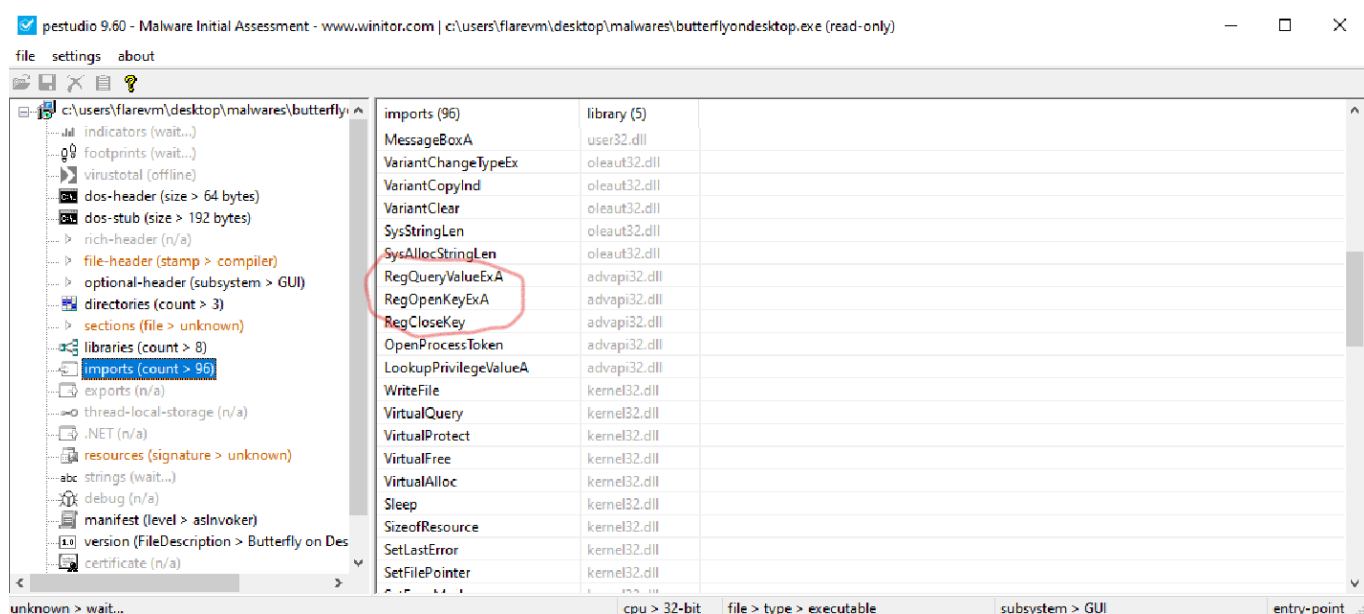 pestudio 9.60 - Malware Initial Assessment - www.winitor.com | c:\users\flarevm\desktop\malwares\butterflyondesktop.exe (read-only)
file settings about
c:\users\flarevm\desktop\malwares\butterfly
indicators (wait...)
footprints (wait...)
virustotal (offline)
dos-header (size > 64 bytes)
dos-stub (size > 192 bytes)
rich-header (n/a)
file-header (stamp > compiler)
optional-header (subsystem > GUI)
directories (count > 3)
sections (file > unknown)
libraries (count > 8)
imports (count > 96)
exports (n/a)
thread-local-storage (n/a)
.NET (n/a)
resources (signature > unknown)
abc strings (wait...)
debug (n/a)
manifest (level > asInvoker)
1.0 version (FileDescription > Butterfly on Des
certificate (n/a)
imports (96) library (5)
MessageBoxA user32.dll
VariantChangeTypeEx oleaut32.dll
VariantCopyInd oleaut32.dll
VariantClear oleaut32.dll
SysStringLen oleaut32.dll
SysAllocStringLen oleaut32.dll
RegQueryValueExA advapi32.dll
RegOpenKeyExA advapi32.dll
RegCloseKey advapi32.dll
OpenProcessToken advapi32.dll
LookupPrivilegeValueA advapi32.dll
WriteFile kernel32.dll
VirtualQuery kernel32.dll
VirtualProtect kernel32.dll
VirtualFree kernel32.dll
VirtualAlloc kernel32.dll
Sleep kernel32.dll
SizeofResource kernel32.dll
SetLastError kernel32.dll
SetFilePointer kernel32.dll
unknown > wait... cpu > 32-bit file > type > executable subsystem > GUI entry-point